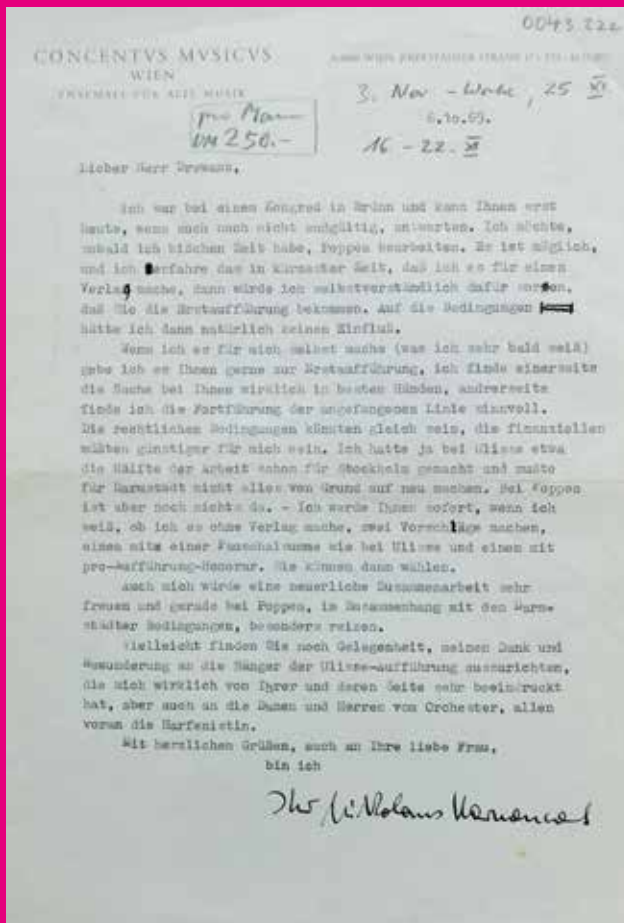 0043 222
CONCENTVS MVSICVS
WIEN
ENSEMBLE FÜR ALTE MUSIK
A-1080 WIEN,
3. Nov - Woche, 25 XI
pro Mann
DM 250.-
6.10.69.
16 - 22. XI
Lieber Herr Drewanz,
ich war bei einem Kongreß in Brünn und kann Ihnen erst
heute, wenn auch noch nicht endgültig, antworten. Ich möchte,
sobald ich bißchen Zeit habe, Poppea bearbeiten. Es ist möglich,
und ich erfahre das in kürzester Zeit, daß ich es für einen
Verlag mache, dann würde ich selbstverständlich dafür sorgen,
daß Sie die Erstaufführung bekommen. Auf die Bedingungen
hätte ich dann natürlich keinen Einfluß.
Wenn ich es für mich selbst mache (was ich sehr bald weiß)
gebe ich es Ihnen gerne zur Erstaufführung, ich finde einerseits
die Sache bei Ihnen wirklich in besten Händen, andrerseits
finde ich die Fortführung der angefangenen Linie sinnvoll.
Die rechtlichen Bedingungen könnten gleich sein, die finanziellen
müßten günstiger für mich sein. Ich hatte ja bei Ulisse etwa
die Hälfte der Arbeit schon für Stockholm gemacht und mußte
für Darmstadt nicht alles von Grund auf neu machen. Bei Poppea
ist aber noch nichts da. - Ich werde Ihnen sofort, wenn ich
weiß, ob ich es ohne Verlag mache, zwei Vorschläge machen,
einen mit einer Pauschalsumme wie bei Ulisse und einen mit
pro-Aufführung-Honorar. Sie können dann wählen.
Auch mich würde eine neuerliche Zusammenarbeit sehr
freuen und gerade bei Poppea, im Zusammenhang mit den Darm-
städter Bedingungen, besonders reizen.
Vielleicht finden Sie noch Gelegenheit, meinen Dank und
Bewunderung an die Sänger der Ulisse-Aufführung auszurichten,
die mich wirklich von Ihrer und deren Seite sehr beeindruckt
hat, aber auch an die Damen und Herren vom Orchester, allen
voran die Harfenistin.
Mit herzlichen Grüßen, auch an Ihre liebe Frau,
bin ich
Ihr Nikolaus Harnoncourt